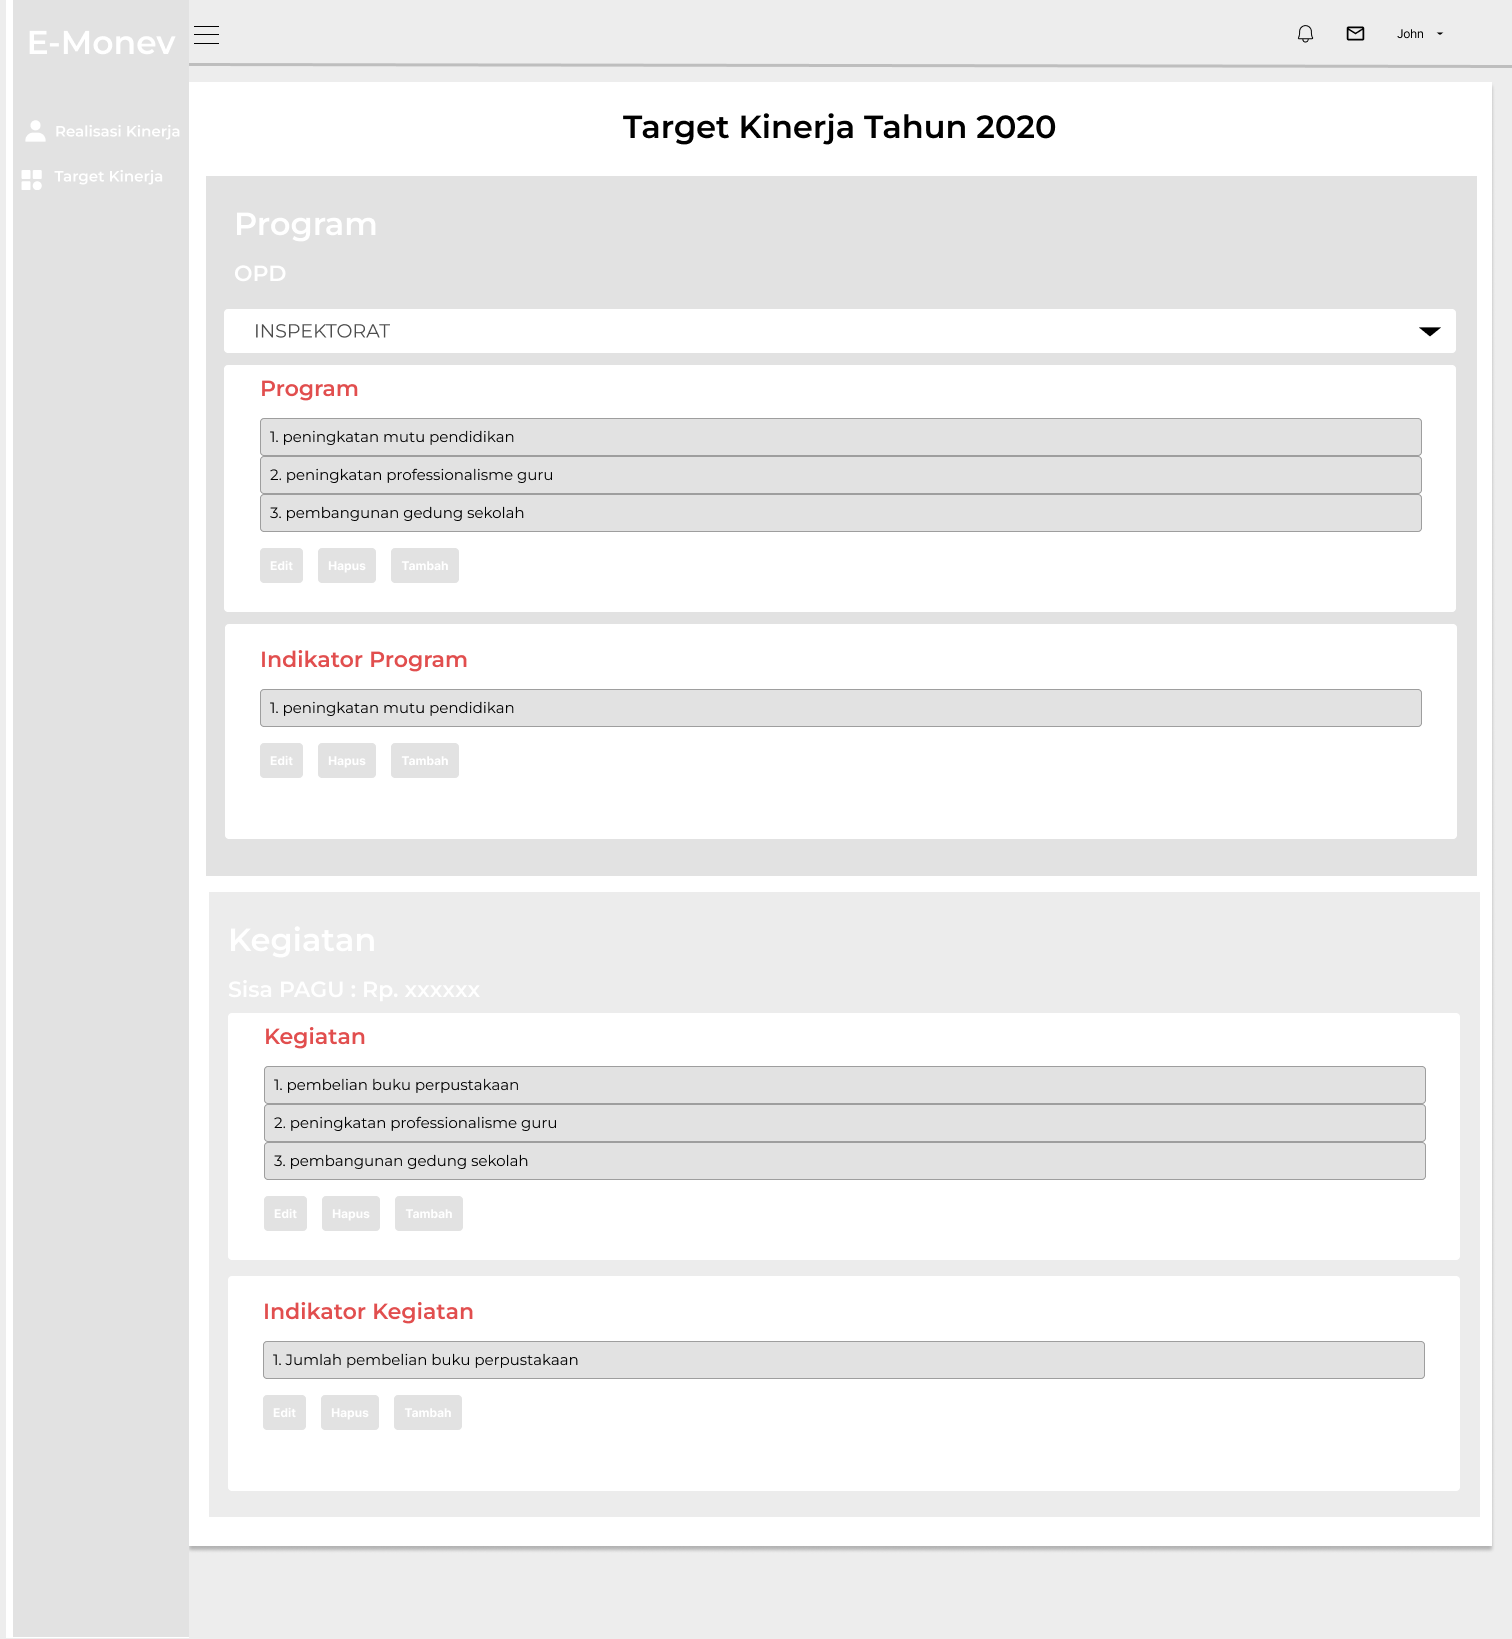 E-Monev
John
Realisasi Kinerja
Target Kinerja
Target Kinerja Tahun 2020
Program
OPD
INSPEKTORAT
Program
1. peningkatan mutu pendidikan
2. peningkatan professionalisme guru
3. pembangunan gedung sekolah
Edit Hapus Tambah
Indikator Program
1. peningkatan mutu pendidikan
Edit Hapus Tambah
Kegiatan
Sisa PAGU : Rp. xxxxxx
Kegiatan
1. pembelian buku perpustakaan
2. peningkatan professionalisme guru
3. pembangunan gedung sekolah
Edit Hapus Tambah
Indikator Kegiatan
1. Jumlah pembelian buku perpustakaan
Edit Hapus Tambah